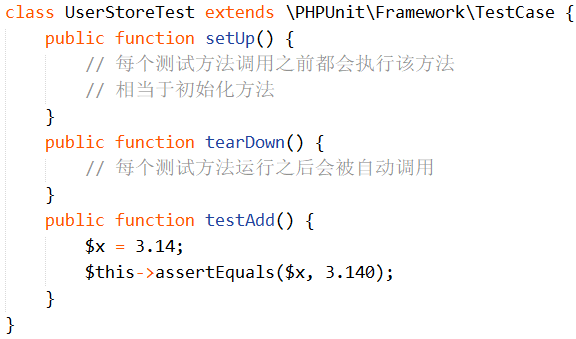 class UserStoreTest extends \PHPUnit\Framework\TestCase {
    public function setUp() {
        // 每个测试方法调用之前都会执行该方法
        // 相当于初始化方法
    }
    public function tearDown() {
        // 每个测试方法运行之后会被自动调用
    }
    public function testAdd() {
        $x = 3.14;
        $this->assertEquals($x, 3.140);
    }
}